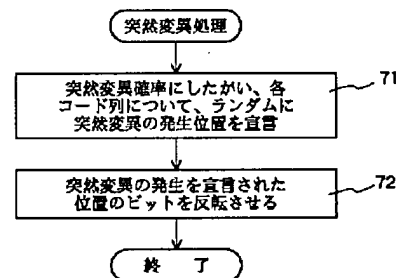 突然変異処理
突然変異確率にしたがい、各
コード列について、ランダムに
突然変異の発生位置を宣言
71
突然変異の発生を宣言された
位置のビットを反転させる
72
終 了